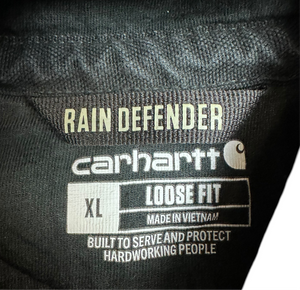 RAIN DEFENDER
carhartt
XL LOOSE FIT
MADE IN VIETNAM
BUILT TO SERVE AND PROTECT
HARDWORKING PEOPLE